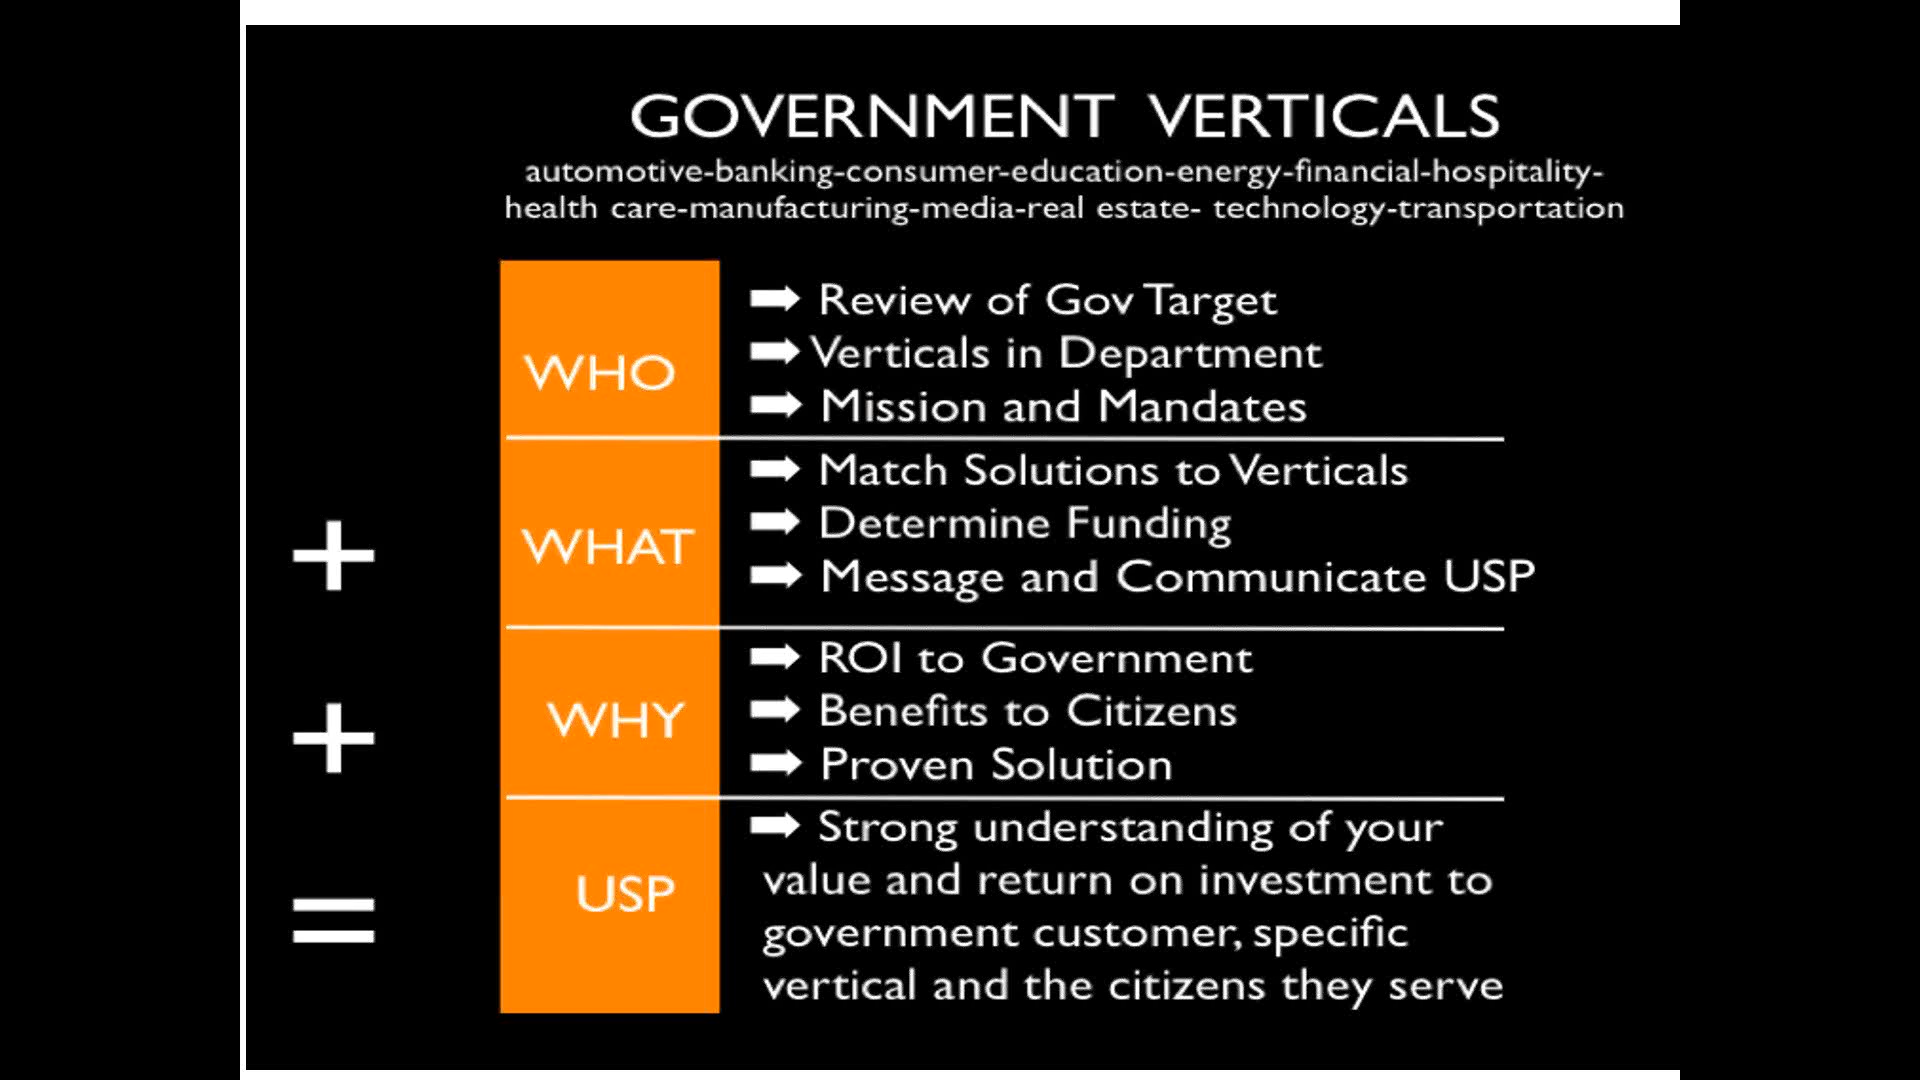 GOVERNMENT VERTICALS
automotive-banking-consumer-education-energy-financial-hospitality-
health care-manufacturing-media-real estate- technology-transportation
WHO
➡ Review of Gov Target
➡ Verticals in Department
➡ Mission and Mandates
+
WHAT
➡ Match Solutions to Verticals
➡ Determine Funding
➡ Message and Communicate USP
+
WHY
➡ ROI to Government
➡ Benefits to Citizens
➡ Proven Solution
=
USP
➡ Strong understanding of your
value and return on investment to
government customer, specific
vertical and the citizens they serve